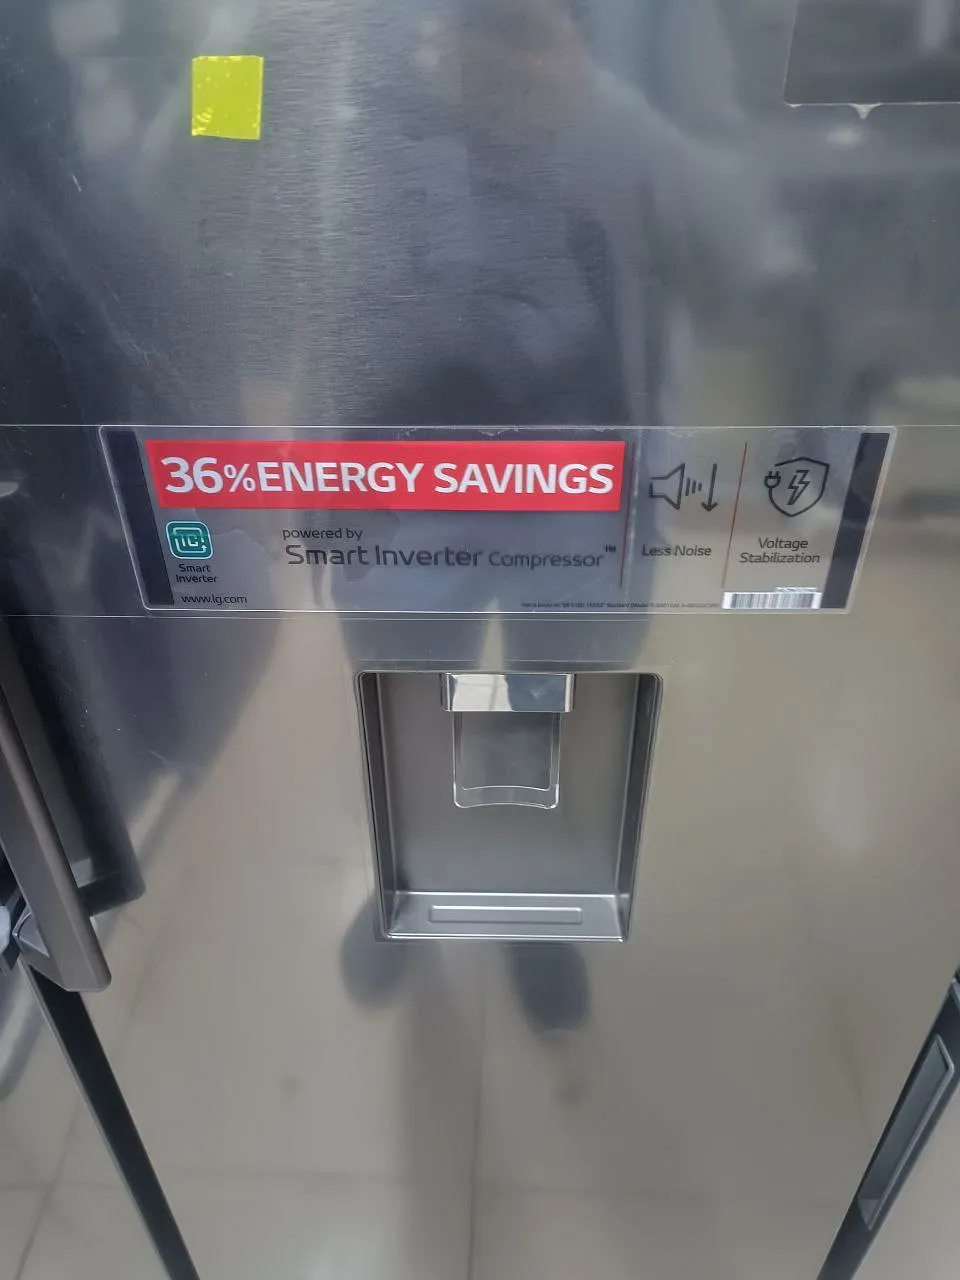 36% ENERGY SAVINGS
Smart
Inverter
powered by
Smart Inverter Compressor™
www.lg.com
Less Noise
Voltage
Stabilization